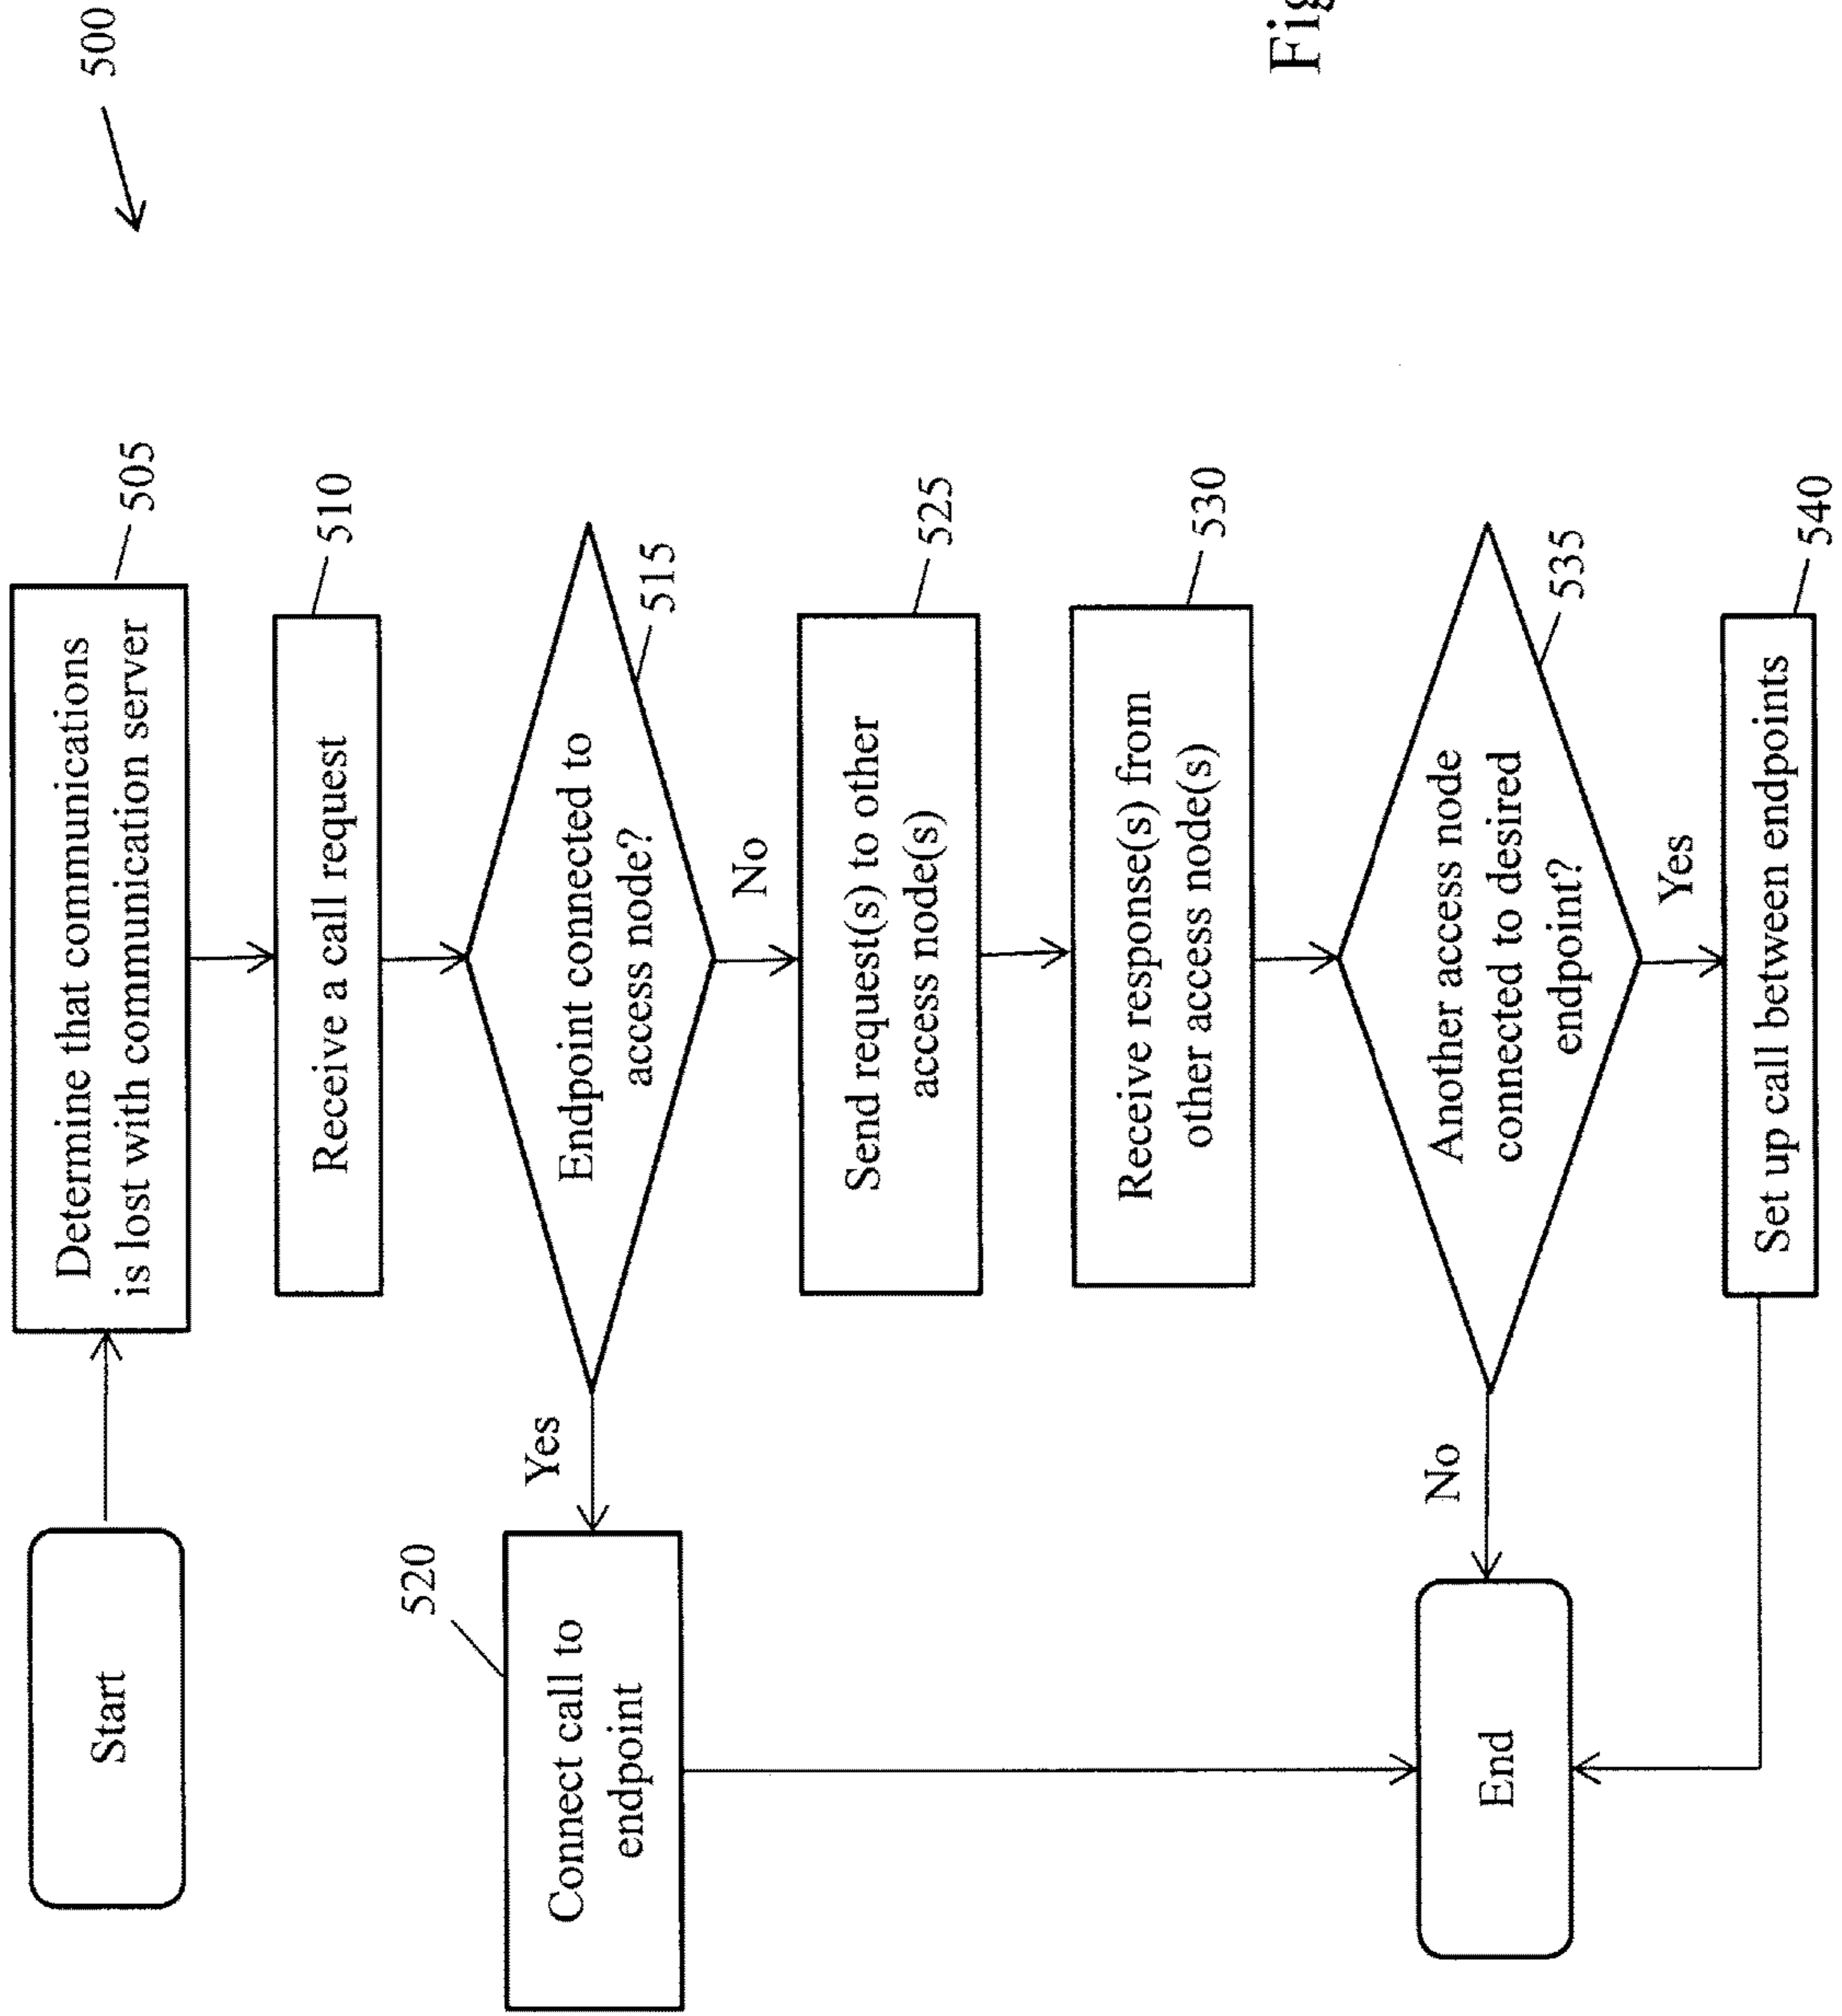 500
Start
Determine that communications
is lost with communication server
505
Receive a call request
510
Endpoint connected to
access node?
515
Yes
No
520
Connect call to
endpoint
Send request(s) to other
access node(s)
525
Receive response(s) from
other access node(s)
530
Another access node
connected to desired
endpoint?
535
No
Yes
End
Set up call between endpoints
540